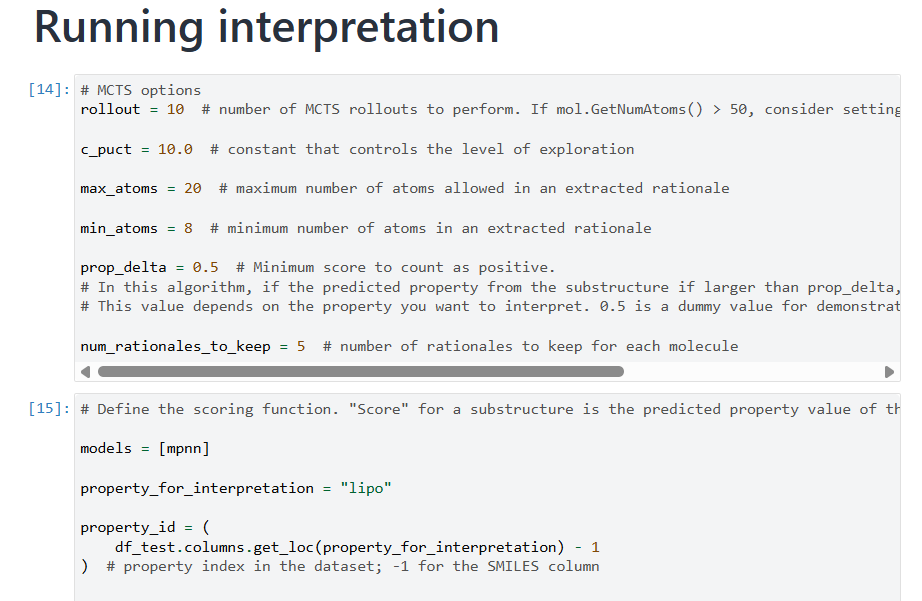 Running interpretation
[14]: # MCTS options
rollout = 10  # number of MCTS rollouts to perform. If mol.GetNumAtoms() > 50, consider setting
c_puct = 10.0  # constant that controls the level of exploration
max_atoms = 20  # maximum number of atoms allowed in an extracted rationale
min_atoms = 8  # minimum number of atoms in an extracted rationale
prop_delta = 0.5  # Minimum score to count as positive.
# In this algorithm, if the predicted property from the substructure if larger than prop_delta,
# This value depends on the property you want to interpret. 0.5 is a dummy value for demonstrat
num_rationales_to_keep = 5  # number of rationales to keep for each molecule
[15]: # Define the scoring function. "Score" for a substructure is the predicted property value of th
models = [mpnn]
property_for_interpretation = "lipo"
property_id = (
    df_test.columns.get_loc(property_for_interpretation) - 1
)  # property index in the dataset; -1 for the SMILES column